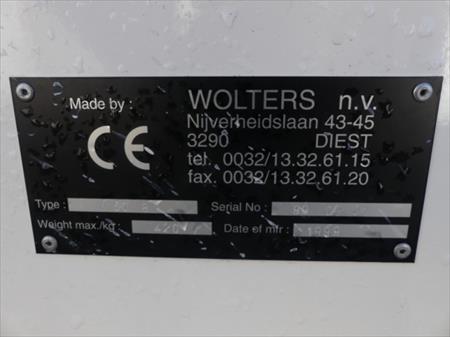 Made by :
CE
WOLTERS n.v.
Nijverheidslaan 43-45
3290 DIEST
tel. 0032/13.32.61.15
fax. 0032/13.32.61.20
Type :
Serial No :
Weight max./kg :
Date of mfr : 1999